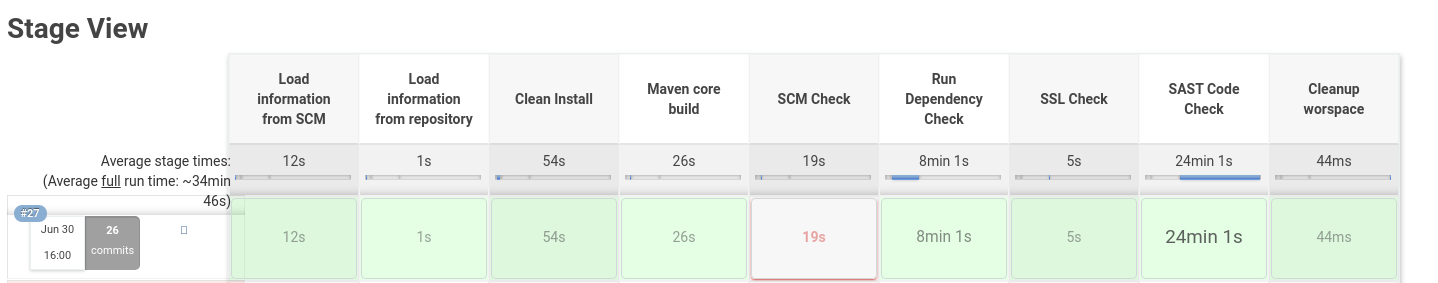 Stage View
Load
information
from SCM
Load
information
from repository
Clean Install
Maven core
build
SCM Check
Run
Dependency
Check
SSL Check
SAST Code
Check
Cleanup
worspace
Average stage times:
(Average full run time: ~34min
46s)
12s
1s
54s
26s
19s
8min 1s
5s
24min 1s
44ms
#27
Jun 30
16:00
26
commits
12s
1s
54s
26s
19s
8min 1s
5s
24min 1s
44ms